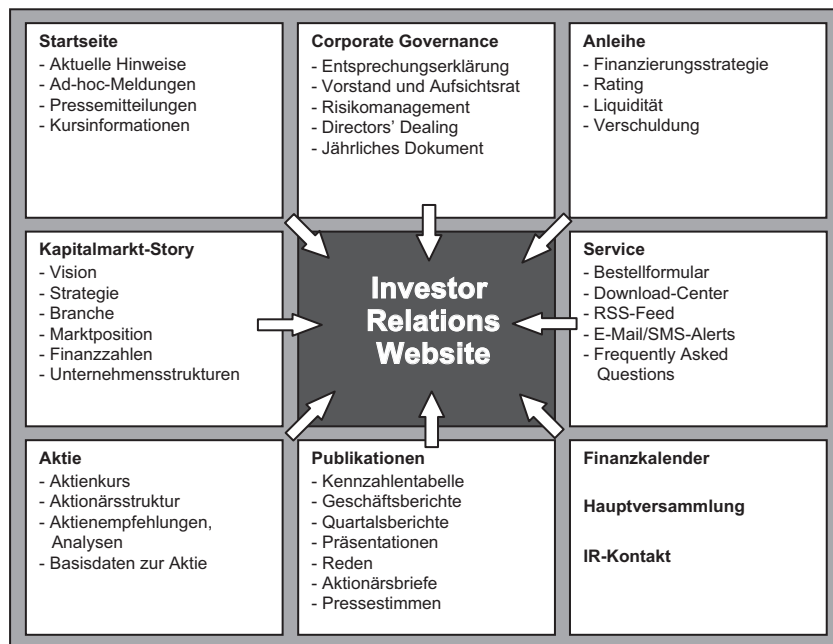 Startseite
- Aktuelle Hinweise
- Ad-hoc-Meldungen
- Pressemitteilungen
- Kursinformationen
Corporate Governance
- Entsprechungserklärung
- Vorstand und Aufsichtsrat
- Risikomanagement
- Directors' Dealing
- Jährliches Dokument
Anleihe
- Finanzierungsstrategie
- Rating
- Liquidität
- Verschuldung
Kapitalmarkt-Story
- Vision
- Strategie
- Branche
- Marktposition
- Finanzzahlen
- Unternehmensstrukturen
Investor
Relations
Website
Service
- Bestellformular
- Download-Center
- RSS-Feed
- E-Mail/SMS-Alerts
- Frequently Asked
Questions
Aktie
- Aktienkurs
- Aktionärsstruktur
- Aktienempfehlungen,
Analysen
- Basisdaten zur Aktie
Publikationen
- Kennzahlentabelle
- Geschäftsberichte
- Quartalsberichte
- Präsentationen
- Reden
- Aktionärsbriefe
- Pressestimmen
Finanzkalender
Hauptversammlung
IR-Kontakt